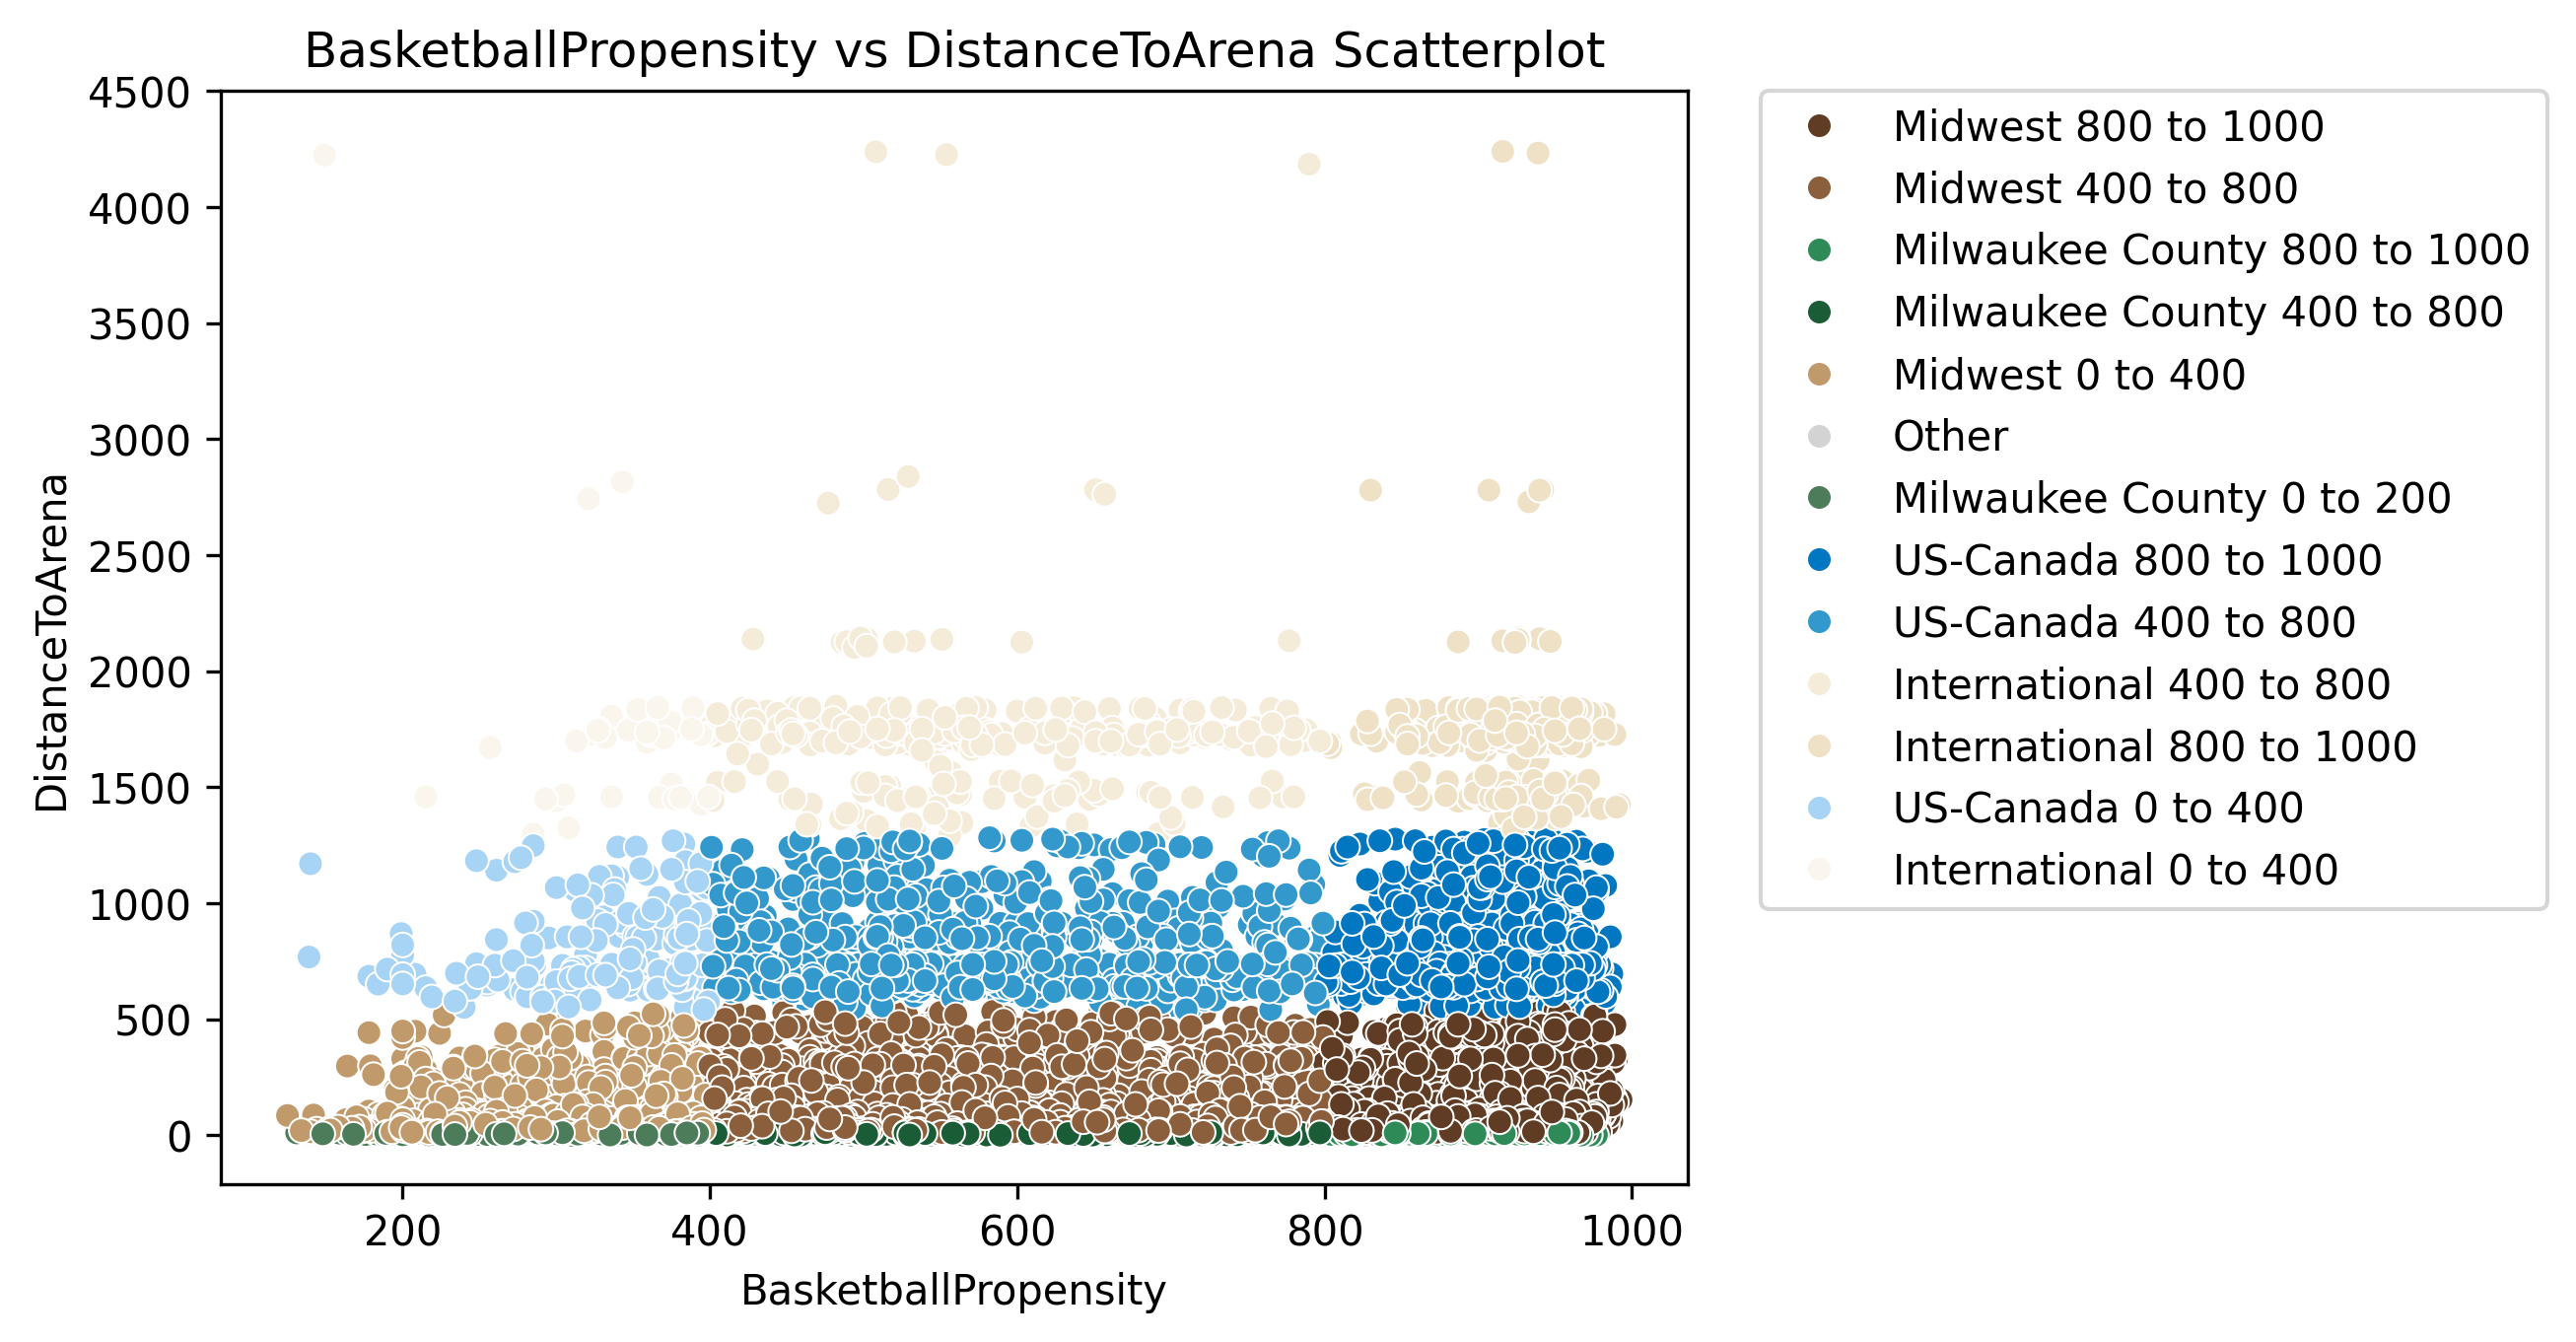 BasketballPropensity vs DistanceToArena Scatterplot
4500
4000
3500
3000
2500
2000
1500
1000
500
0
DistanceToArena
200
400
600
800
1000
BasketballPropensity
Midwest 800 to 1000
Midwest 400 to 800
Milwaukee County 800 to 1000
Milwaukee County 400 to 800
Midwest 0 to 400
Other
Milwaukee County 0 to 200
US-Canada 800 to 1000
US-Canada 400 to 800
International 400 to 800
International 800 to 1000
US-Canada 0 to 400
International 0 to 400